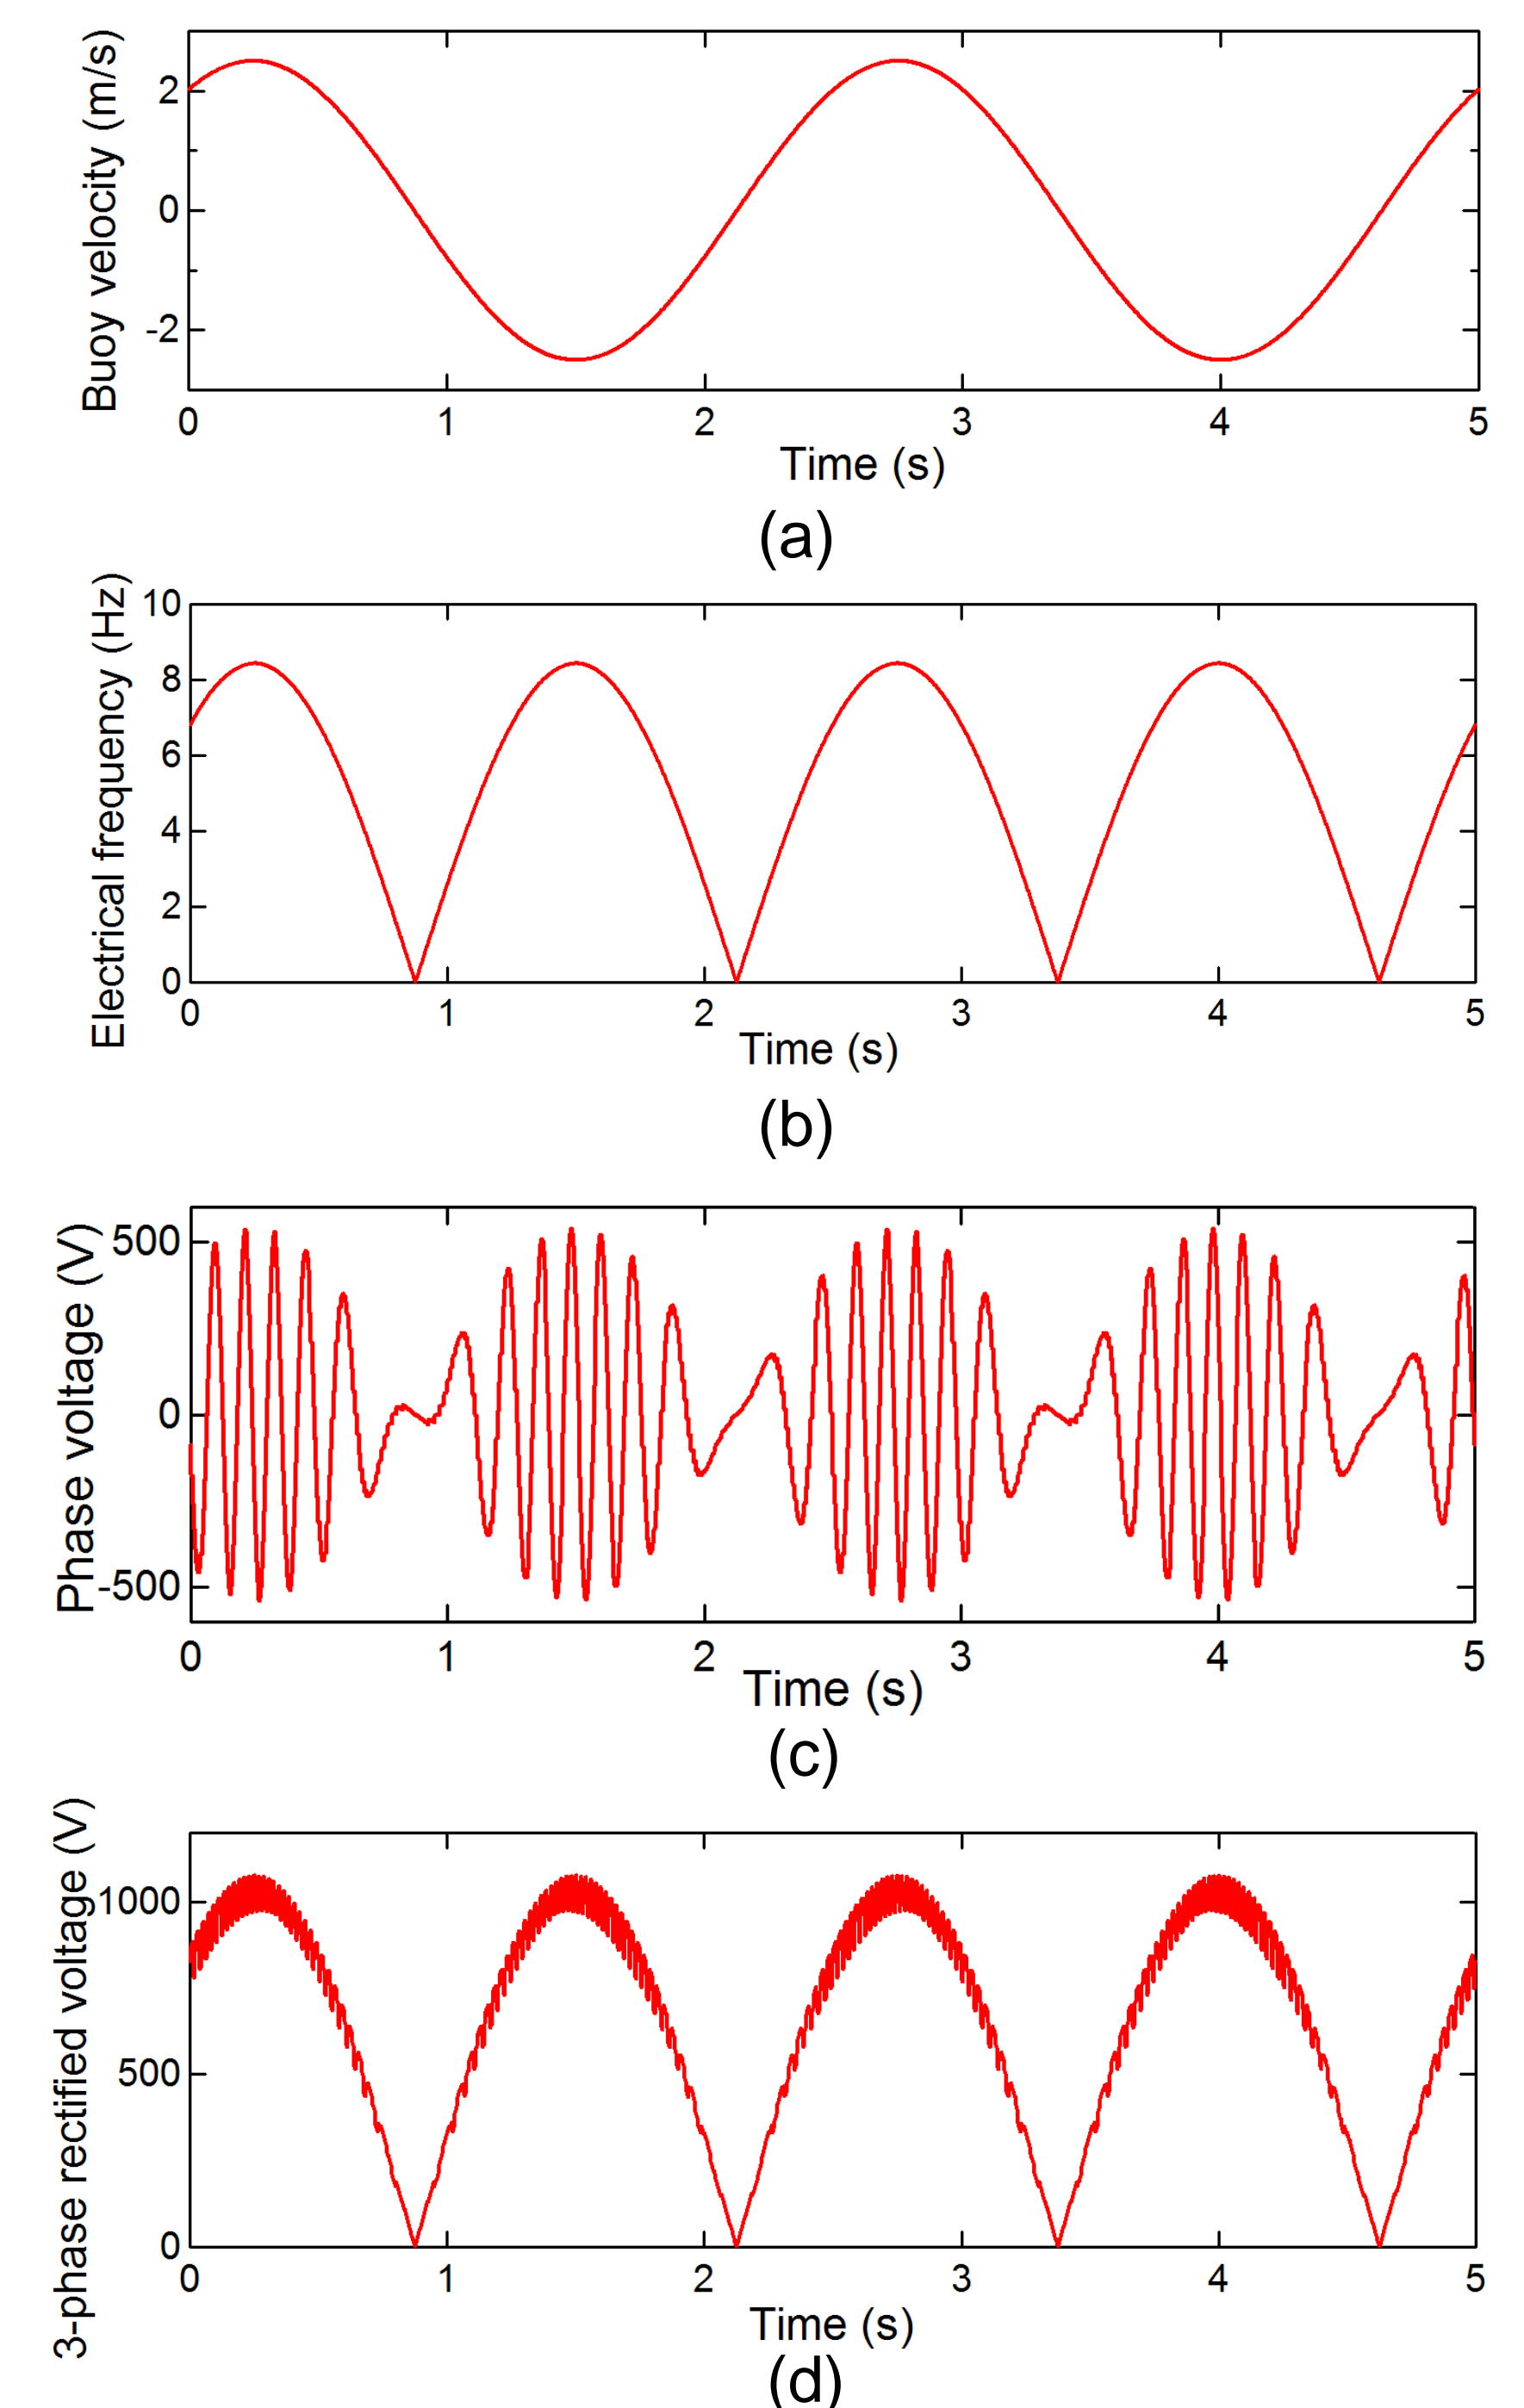 Buoy velocity (m/s)
2
0
-2
0 1 2 3 4 5
Time (s)
(a)
Electrical frequency (Hz)
10
8
6
4
2
0
0 1 2 3 4 5
Time (s)
(b)
Phase voltage (V)
500
0
-500
0 1 2 3 4 5
Time (s)
(c)
3-phase rectified voltage (V)
1000
500
0
0 1 2 3 4 5
Time (s)
(d)